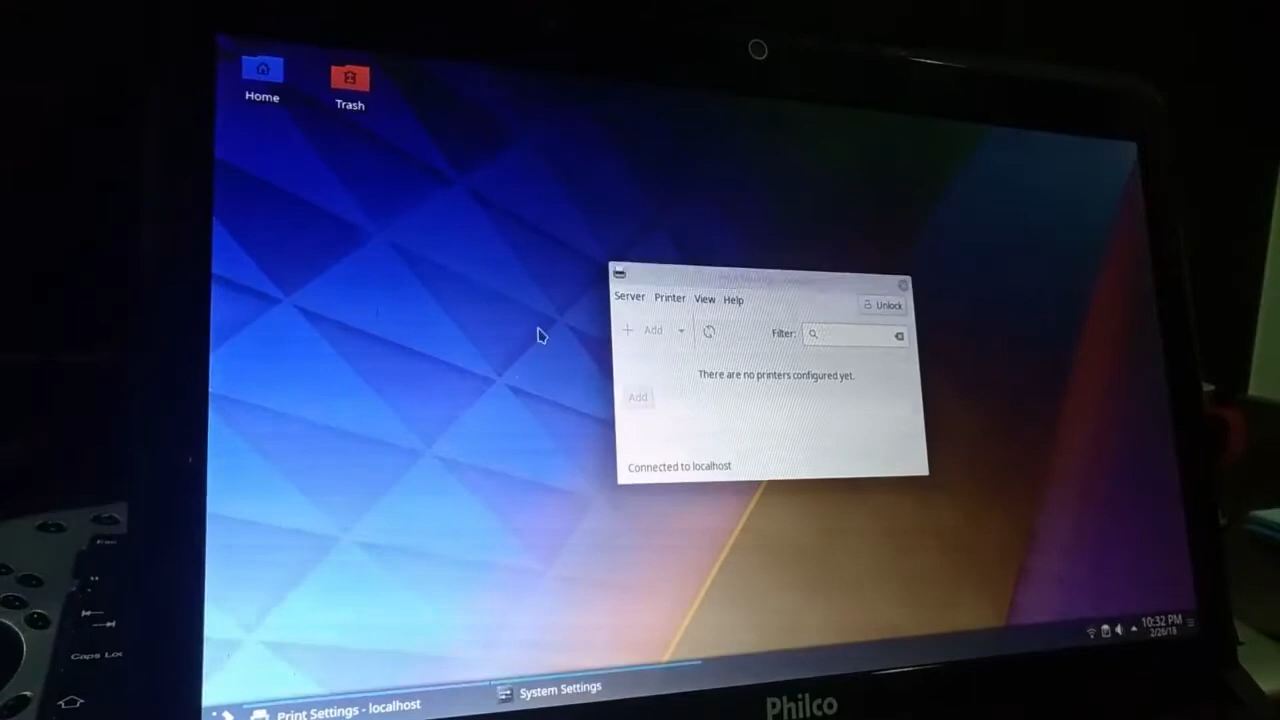 Home
Trash
Server Printer View Help
Unlock
Add
Filter:
There are no printers configured yet.
Add
Connected to localhost
10:32 PM
2/26/18
System Settings
Print Settings - localhost
Philco
Caps Loc